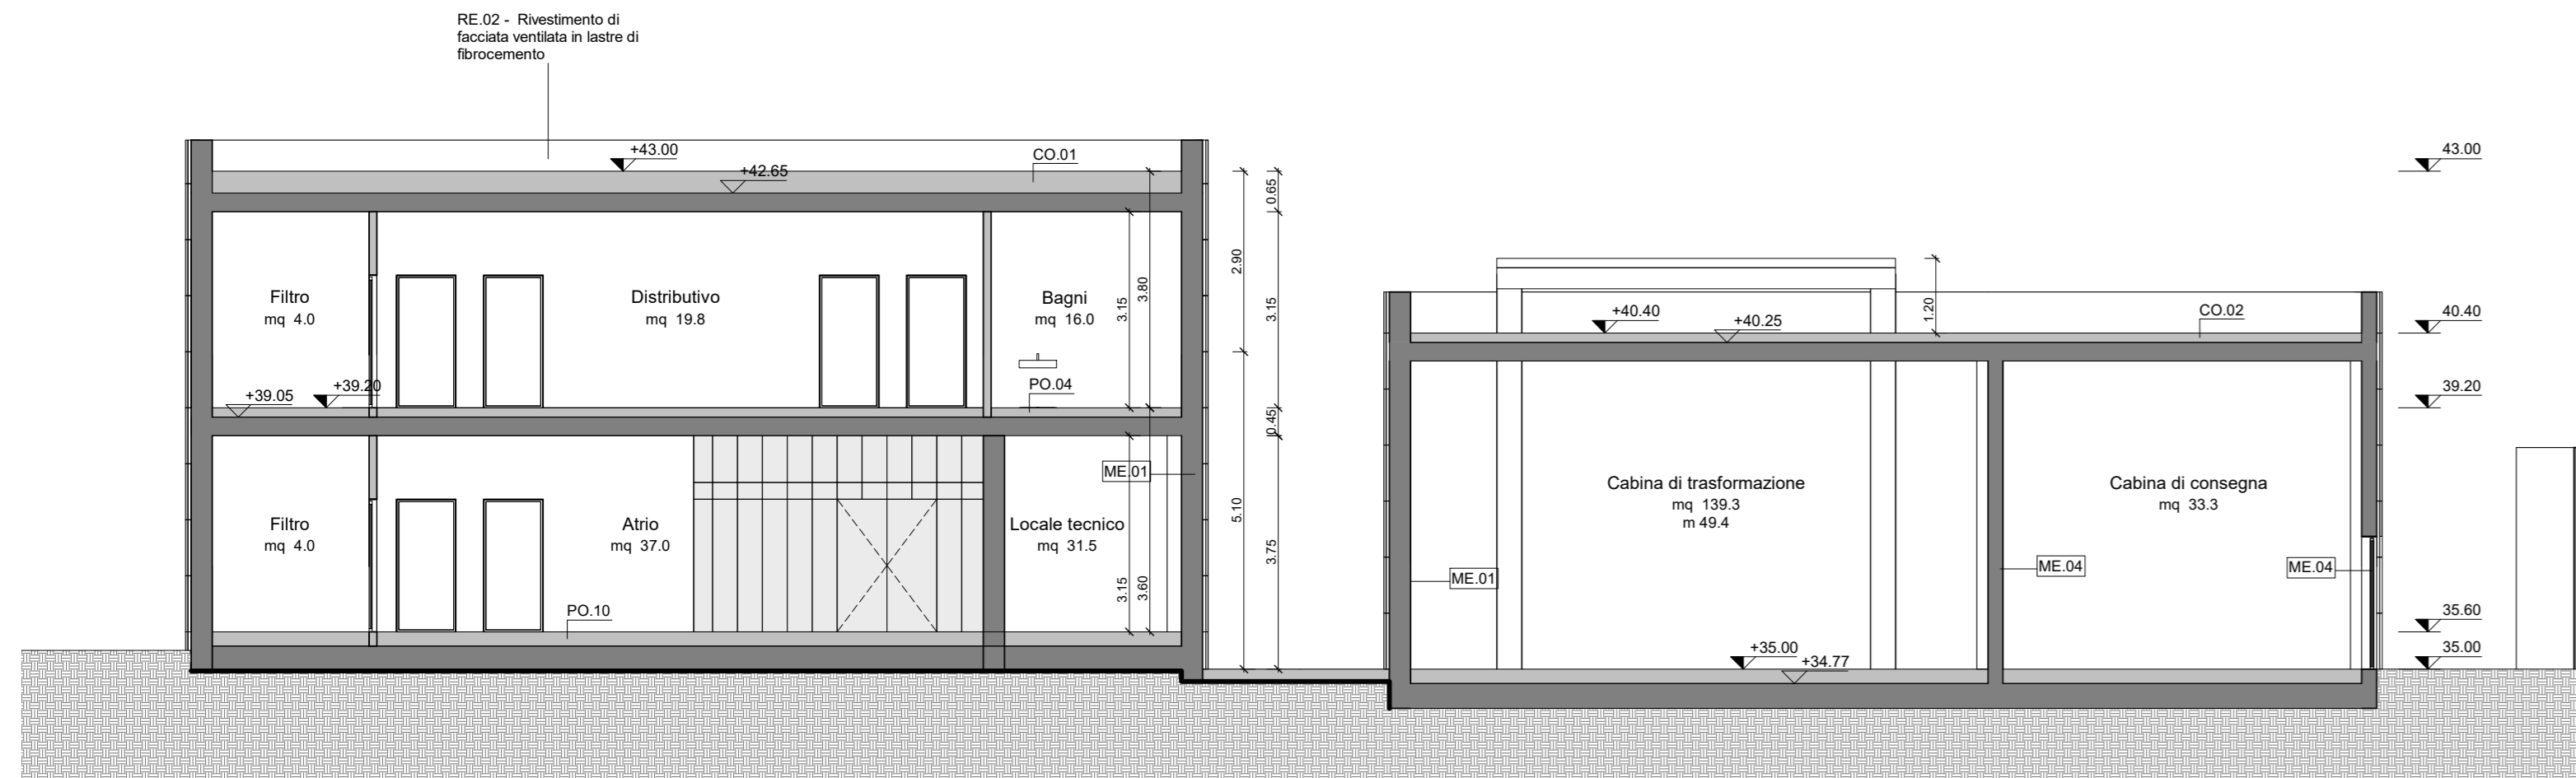 RE.02 - Rivestimento di
facciata ventilata in lastre di
fibrocemento
+43.00
+42.65
CO.01
43.00
0.65
2.90
3.80
3.15
3.15
Filtro
mq 4.0
Distributivo
mq 19.8
Bagni
mq 16.0
1.20
+40.40
+40.25
CO.02
40.40
+39.05
+39.20
PO.04
39.20
0.45
ME.01
Filtro
mq 4.0
Atrio
mq 37.0
Locale tecnico
mq 31.5
5.10
3.75
3.15
3.60
Cabina di trasformazione
mq 139.3
m 49.4
Cabina di consegna
mq 33.3
ME.01
ME.04
ME.04
PO.10
35.60
+35.00
+34.77
35.00